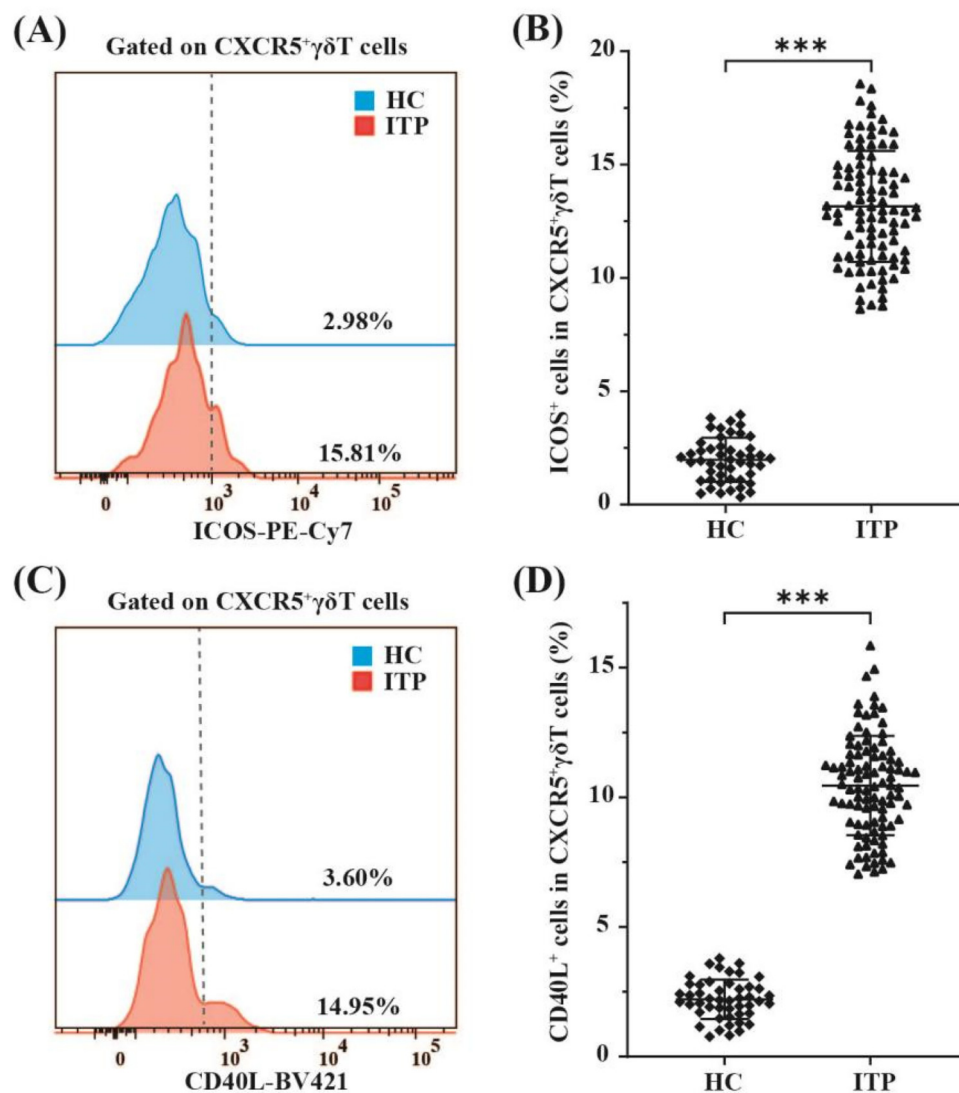 (A)
Gated on CXCR5⁺γδT cells
HC
ITP
2.98%
15.81%
0 10³ 10⁴ 10⁵
ICOS-PE-Cy7
(B)
ICOS⁺ cells in CXCR5⁺γδT cells (%)
20
15
10
5
0
***
HC ITP
(C)
Gated on CXCR5⁺γδT cells
HC
ITP
3.60%
14.95%
0 10³ 10⁴ 10⁵
CD40L-BV421
(D)
CD40L⁺ cells in CXCR5⁺γδT cells (%)
15
10
5
0
***
HC ITP